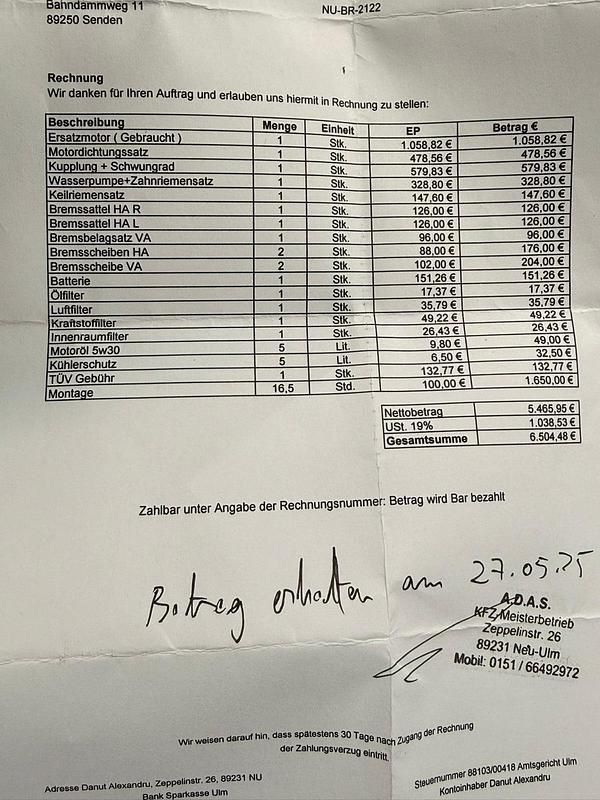 Bahndammweg 11
89250 Senden
NU-BR-2122
Rechnung
Wir danken für Ihren Auftrag und erlauben uns hiermit in Rechnung zu stellen:
Beschreibung Menge Einheit EP Betrag €
Ersatzmotor ( Gebraucht ) 1 Stk. 1.058,82 € 1.058,82 €
Motordichtungssatz 1 Stk. 478,56 € 478,56 €
Kupplung + Schwungrad 1 Stk. 579,83 € 579,83 €
Wasserpumpe+Zahnriemensatz 1 Stk. 328,80 € 328,80 €
Keilriemensatz 1 Stk. 147,60 € 147,60 €
Bremssattel HA R 1 Stk. 126,00 € 126,00 €
Bremssattel HA L 1 Stk. 126,00 € 126,00 €
Bremsbelagsatz VA 1 Stk. 96,00 € 96,00 €
Bremsscheiben HA 2 Stk. 88,00 € 176,00 €
Bremsscheibe VA 2 Stk. 102,00 € 204,00 €
Batterie 1 Stk. 151,26 € 151,26 €
Ölfilter 1 Stk. 17,37 € 17,37 €
Luftfilter 1 Stk. 35,79 € 35,79 €
Kraftstoffilter 1 Stk. 49,22 € 49,22 €
Innenraumfilter 1 Stk. 26,43 € 26,43 €
Motoröl 5w30 5 Lit. 9,80 € 49,00 €
Kühlerschutz 5 Lit. 6,50 € 32,50 €
TÜV Gebühr 1 Stk. 132,77 € 132,77 €
Montage 16,5 Std. 100,00 € 1.650,00 €
Nettobetrag 5.465,95 €
USt. 19% 1.038,53 €
Gesamtsumme 6.504,48 €
Zahlbar unter Angabe der Rechnungsnummer: Betrag wird Bar bezahlt
Betrag erhalten am 27.05.25
A.D.A.S.
KFZ-Meisterbetrieb
Zeppelinstr. 26
89231 Neu-Ulm
Mobil: 0151 / 66492972
Wir weisen darauf hin, dass spätestens 30 Tage nach Zugang der Rechnung
der Zahlungsverzug eintritt.
Adresse Danut Alexandru, Zeppelinstr. 26, 89231 NU
Bank Sparkasse Ulm
Steuernummer 88103/00418 Amtsgericht Ulm
Kontoinhaber Danut Alexandru